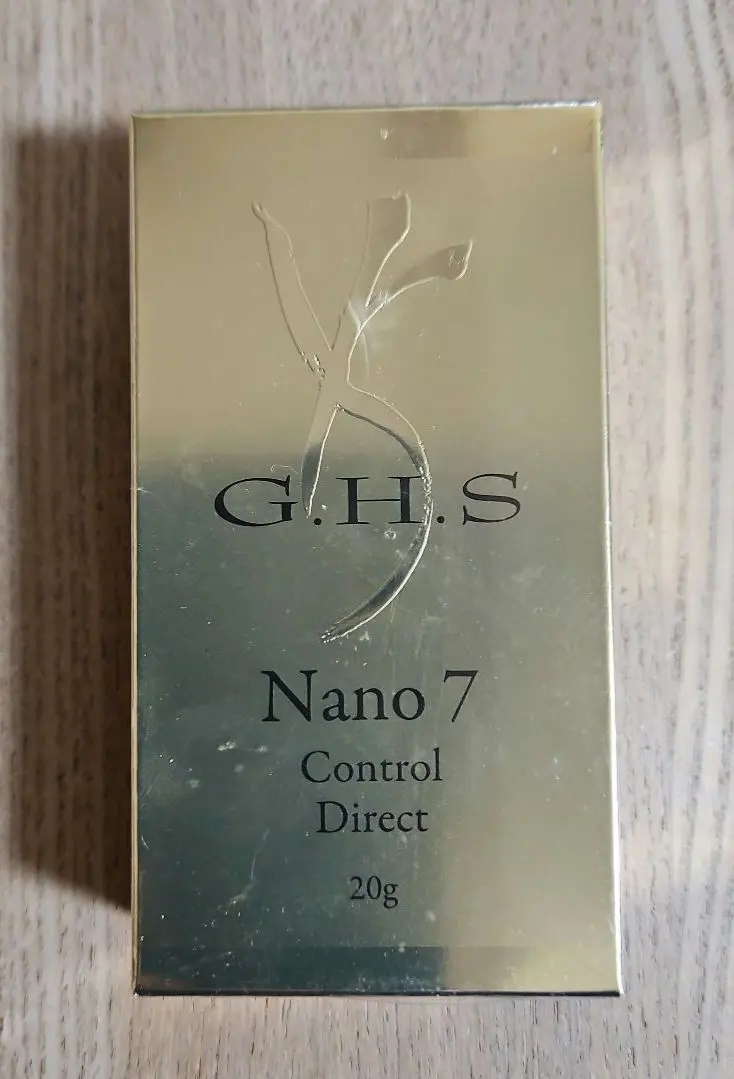 G.H.S
Nano 7
Control
Direct
20g